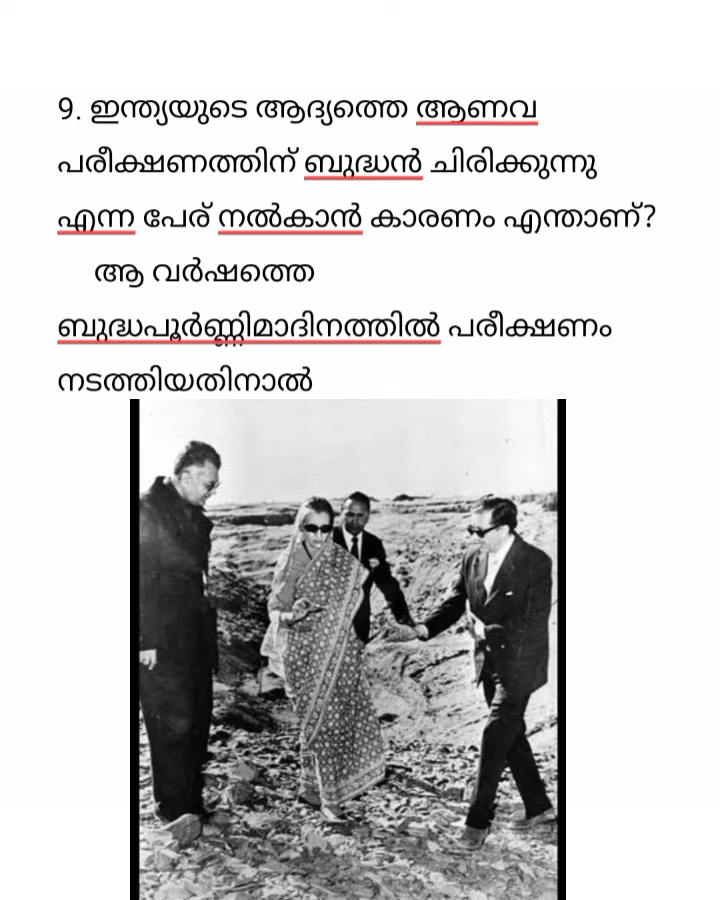 9. ഇന്ത്യയുടെ ആദ്യത്തെ ആണവ
പരീക്ഷണത്തിന് ബുദ്ധൻ ചിരിക്കുന്നു
എന്ന പേര് നൽകാൻ കാരണം എന്താണ്?
ആ വർഷത്തെ
ബുദ്ധപൂർണ്ണിമാദിനത്തിൽ പരീക്ഷണം
നടത്തിയതിനാൽ